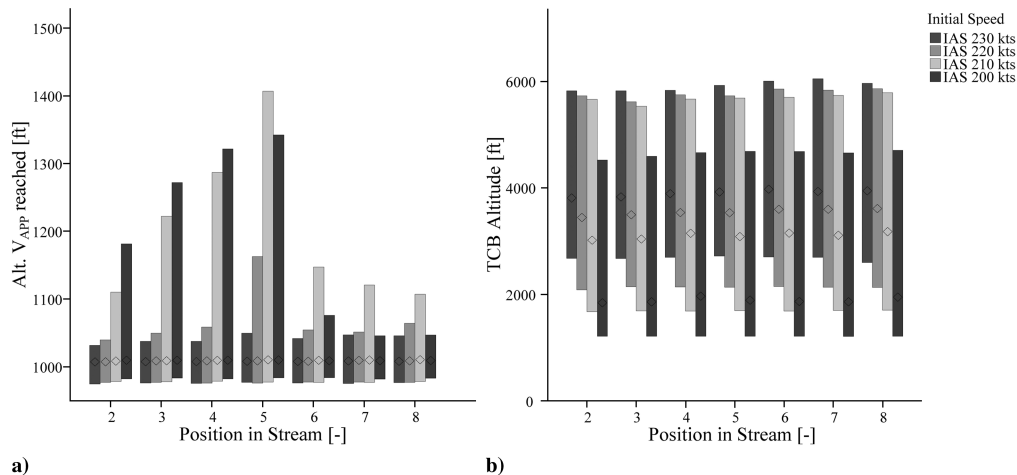 1500
1400
1300
1200
1100
1000
Alt. VAPP reached [ft]
2 3 4 5 6 7 8
Position in Stream [-]
a)
6000
4000
2000
0
TCB Altitude [ft]
2 3 4 5 6 7 8
Position in Stream [-]
b)
Initial Speed
IAS 230 kts
IAS 220 kts
IAS 210 kts
IAS 200 kts